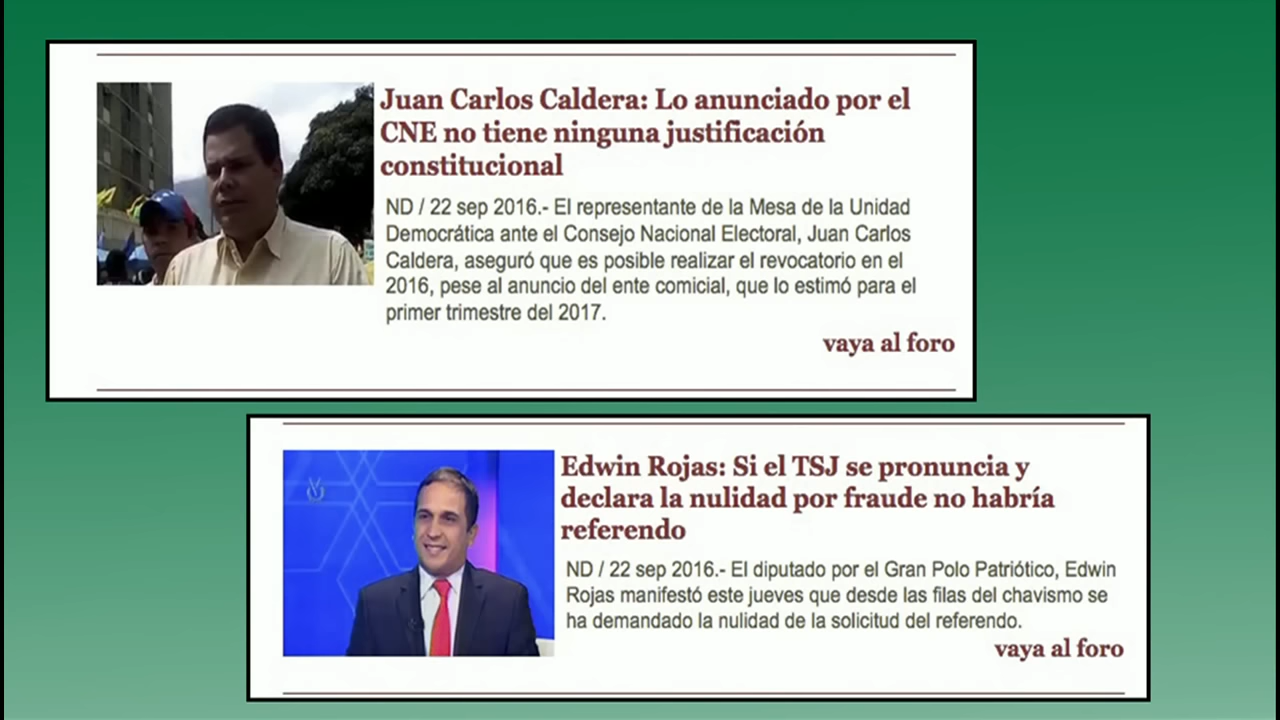 Juan Carlos Caldera: Lo anunciado por el
CNE no tiene ninguna justificación
constitucional
ND / 22 sep 2016.- El representante de la Mesa de la Unidad
Democrática ante el Consejo Nacional Electoral, Juan Carlos
Caldera, aseguró que es posible realizar el revocatorio en el
2016, pese al anuncio del ente comicial, que lo estimó para el
primer trimestre del 2017.
vaya al foro
Edwin Rojas: Si el TSJ se pronuncia y
declara la nulidad por fraude no habría
referendo
ND / 22 sep 2016.- El diputado por el Gran Polo Patriótico, Edwin
Rojas manifestó este jueves que desde las filas del chavismo se
ha demandado la nulidad de la solicitud del referendo.
vaya al foro